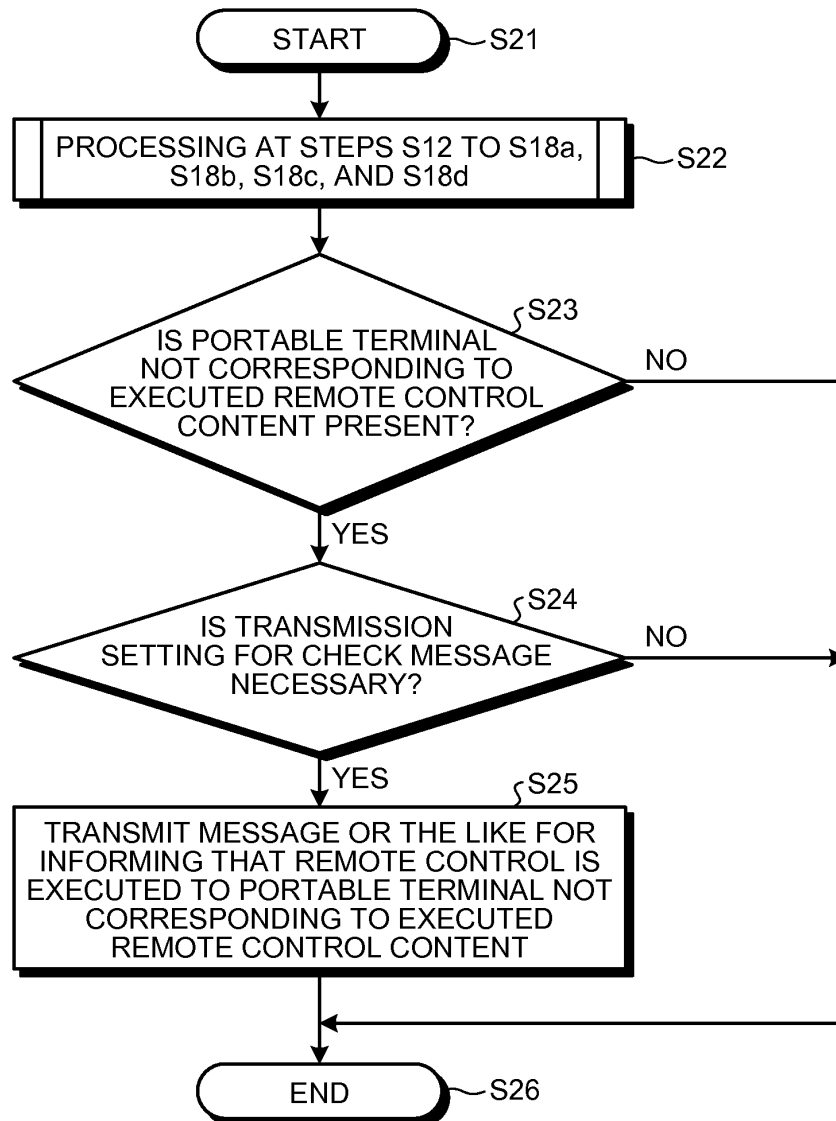 START
S21
PROCESSING AT STEPS S12 TO S18a,
S18b, S18c, AND S18d
S22
S23
IS PORTABLE TERMINAL
NOT CORRESPONDING TO
EXECUTED REMOTE CONTROL
CONTENT PRESENT?
NO
YES
S24
IS TRANSMISSION
SETTING FOR CHECK MESSAGE
NECESSARY?
NO
YES
S25
TRANSMIT MESSAGE OR THE LIKE FOR
INFORMING THAT REMOTE CONTROL IS
EXECUTED TO PORTABLE TERMINAL NOT
CORRESPONDING TO EXECUTED
REMOTE CONTROL CONTENT
END
S26